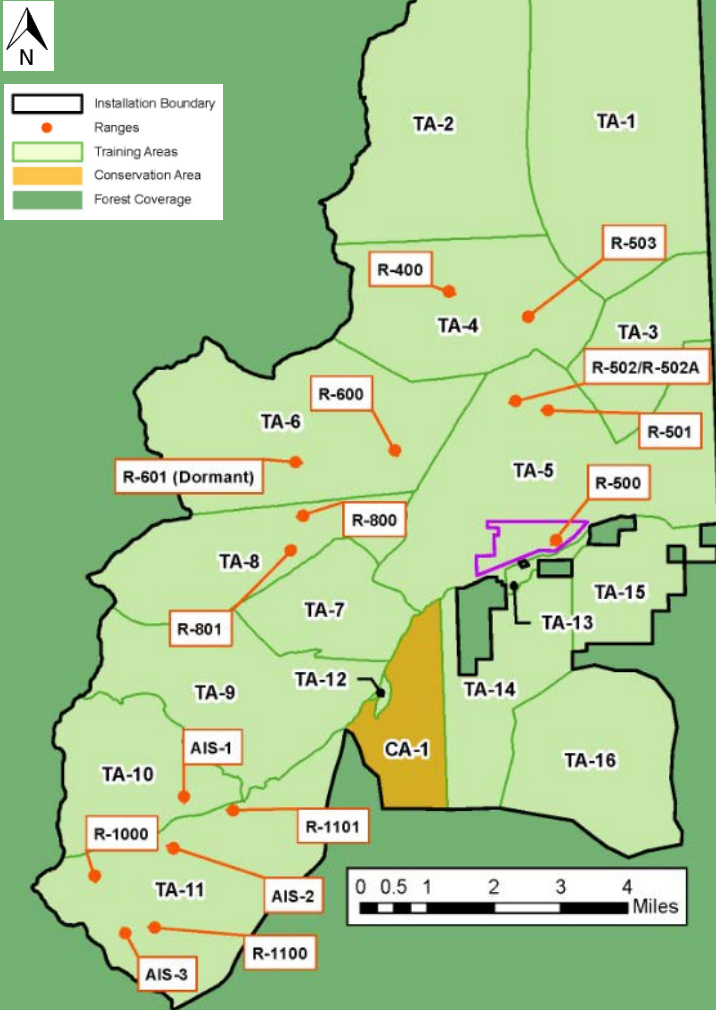 N
Installation Boundary
Ranges
Training Areas
Conservation Area
Forest Coverage
TA-2
TA-1
R-503
R-400
TA-4
TA-3
R-502/R-502A
R-600
TA-6
R-501
TA-5
R-601 (Dormant)
R-500
R-800
TA-8
TA-15
TA-7
TA-13
R-801
TA-12
TA-14
TA-9
CA-1
AIS-1
TA-16
TA-10
R-1101
R-1000
TA-11
AIS-2
0 0.5 1 2 3 4
Miles
R-1100
AIS-3